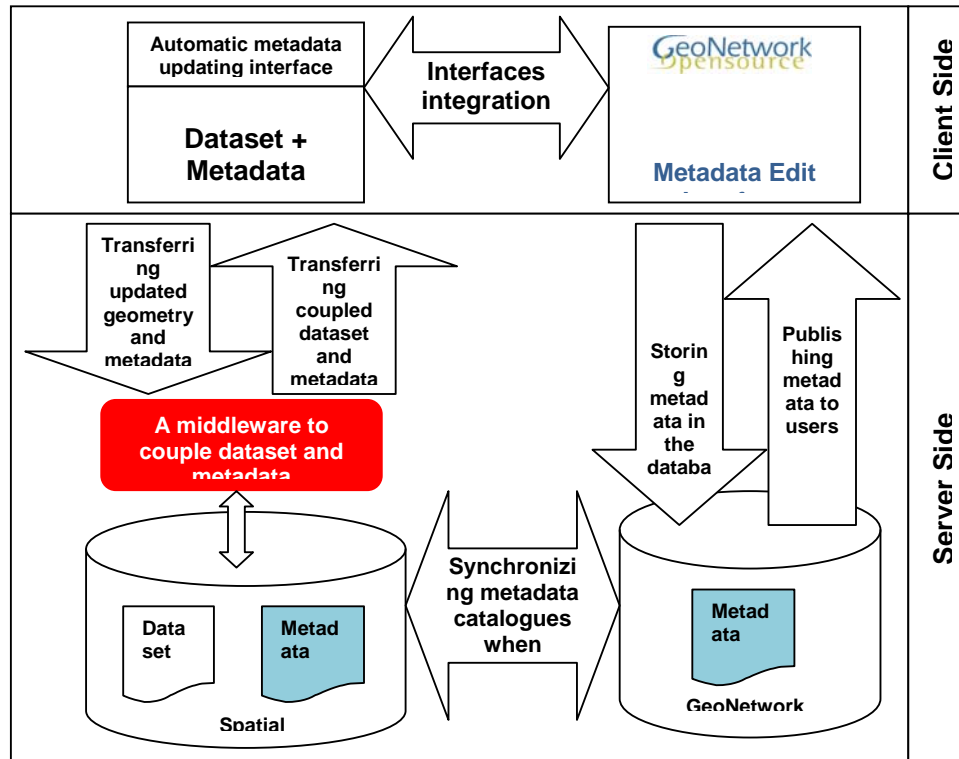 Automatic metadata
updating interface
Dataset +
Metadata
Interfaces
integration
GeoNetwork
Opensource
Metadata Edit
Client Side
Transferri
ng
updated
geometry
and
metadata
Transferri
ng
coupled
dataset
and
metadata
Storin
g
metad
ata in
the
databa
Publis
hing
metad
ata to
users
A middleware to
couple dataset and
metadata
Server Side
Synchronizi
ng metadata
catalogues
when
Data
set
Metad
ata
Spatial
Metad
ata
GeoNetwork